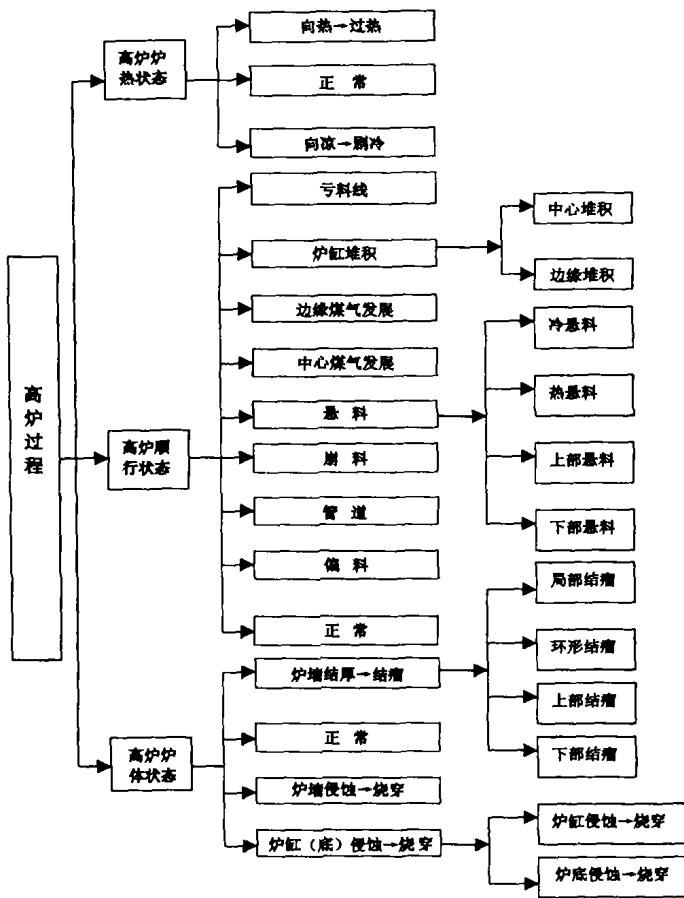 高炉过程
高炉炉
热状态
向热→过热
正常
向凉→剧冷
高炉顺
行状态
亏料线
炉缸堆积
中心堆积
边缘堆积
边缘煤气发展
中心煤气发展
悬料
冷悬料
热悬料
上部悬料
下部悬料
崩料
管道
偏料
正常
高炉炉
体状态
炉墙结厚→结瘤
局部结瘤
环形结瘤
上部结瘤
下部结瘤
正常
炉墙侵蚀→烧穿
炉缸（底）侵蚀→烧穿
炉缸侵蚀→烧穿
炉底侵蚀→烧穿